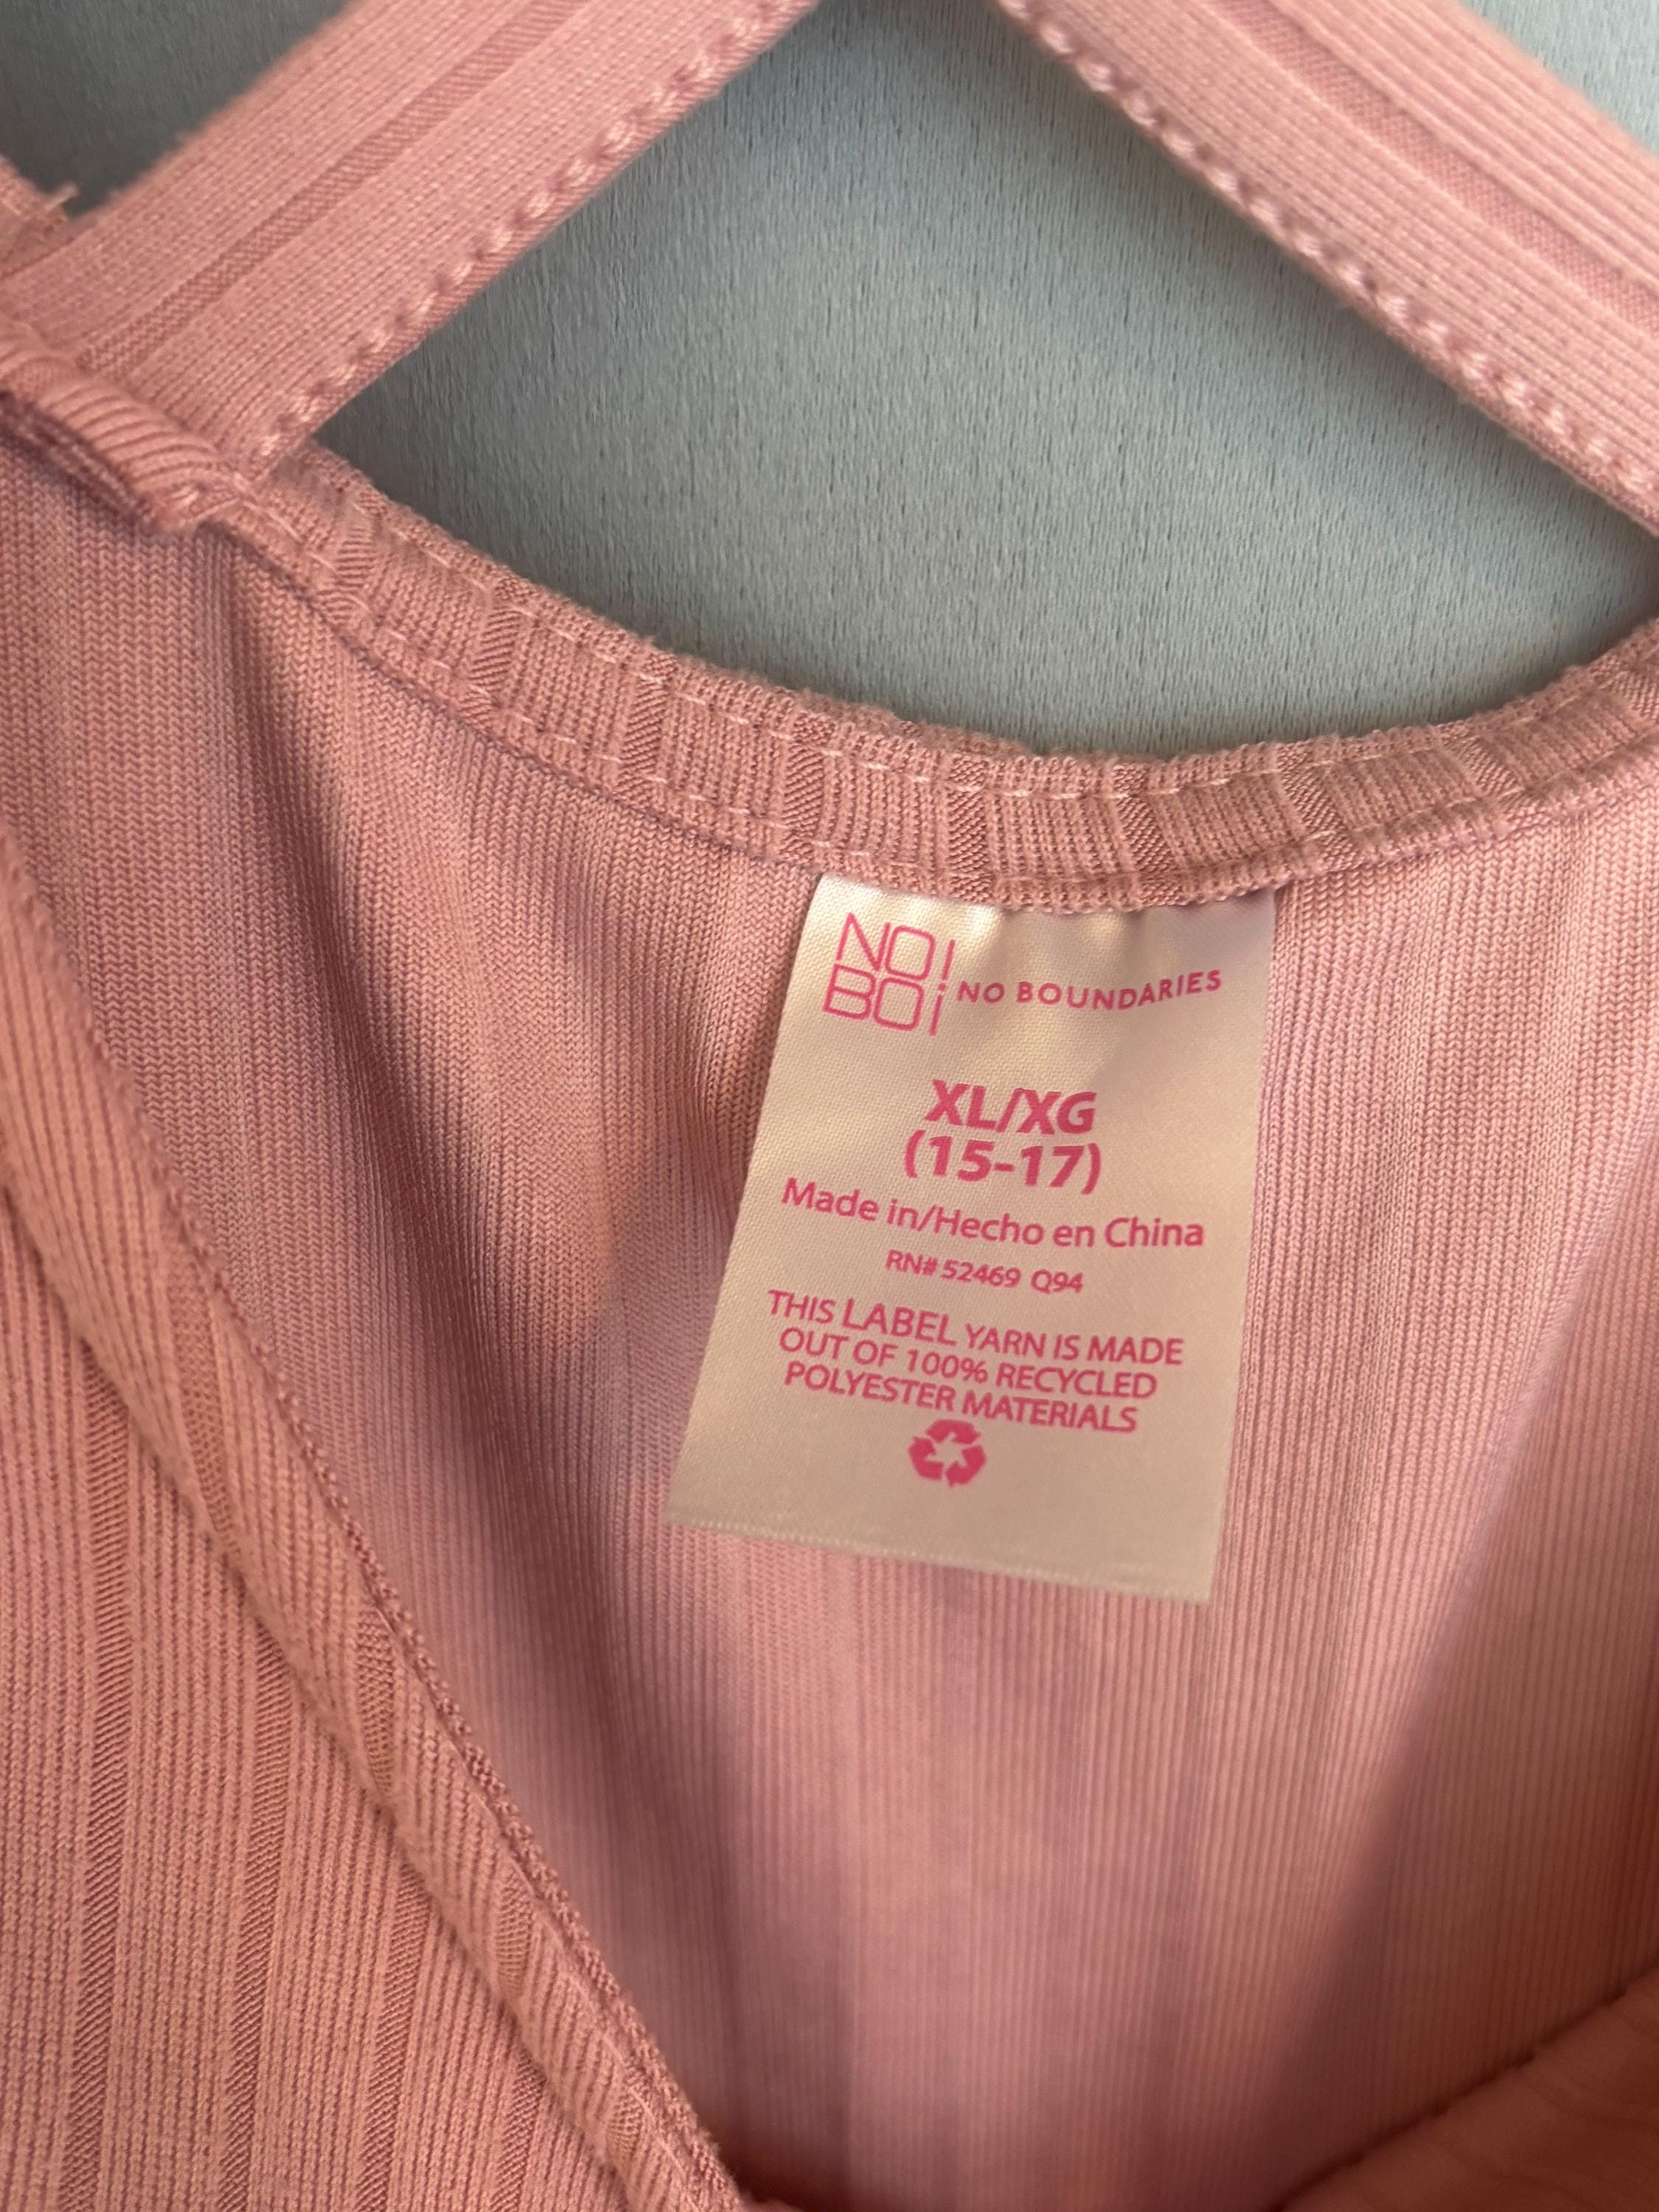 NO!
BO¡ NO BOUNDARIES
XL/XG
(15-17)
Made in/Hecho en China
RN# 52469 Q94
THIS LABEL YARN IS MADE
OUT OF 100% RECYCLED
POLYESTER MATERIALS